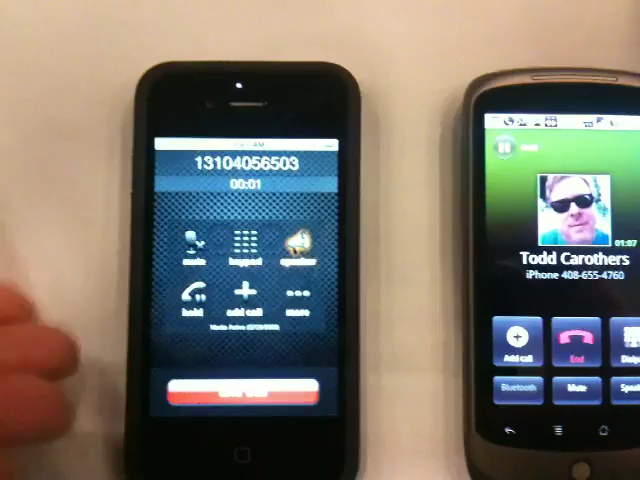 13104056503
00:01
mute keypad speaker
hold add call more
01:07
Todd Carothers
iPhone 408-655-4760
Add call End
Bluetooth Mute